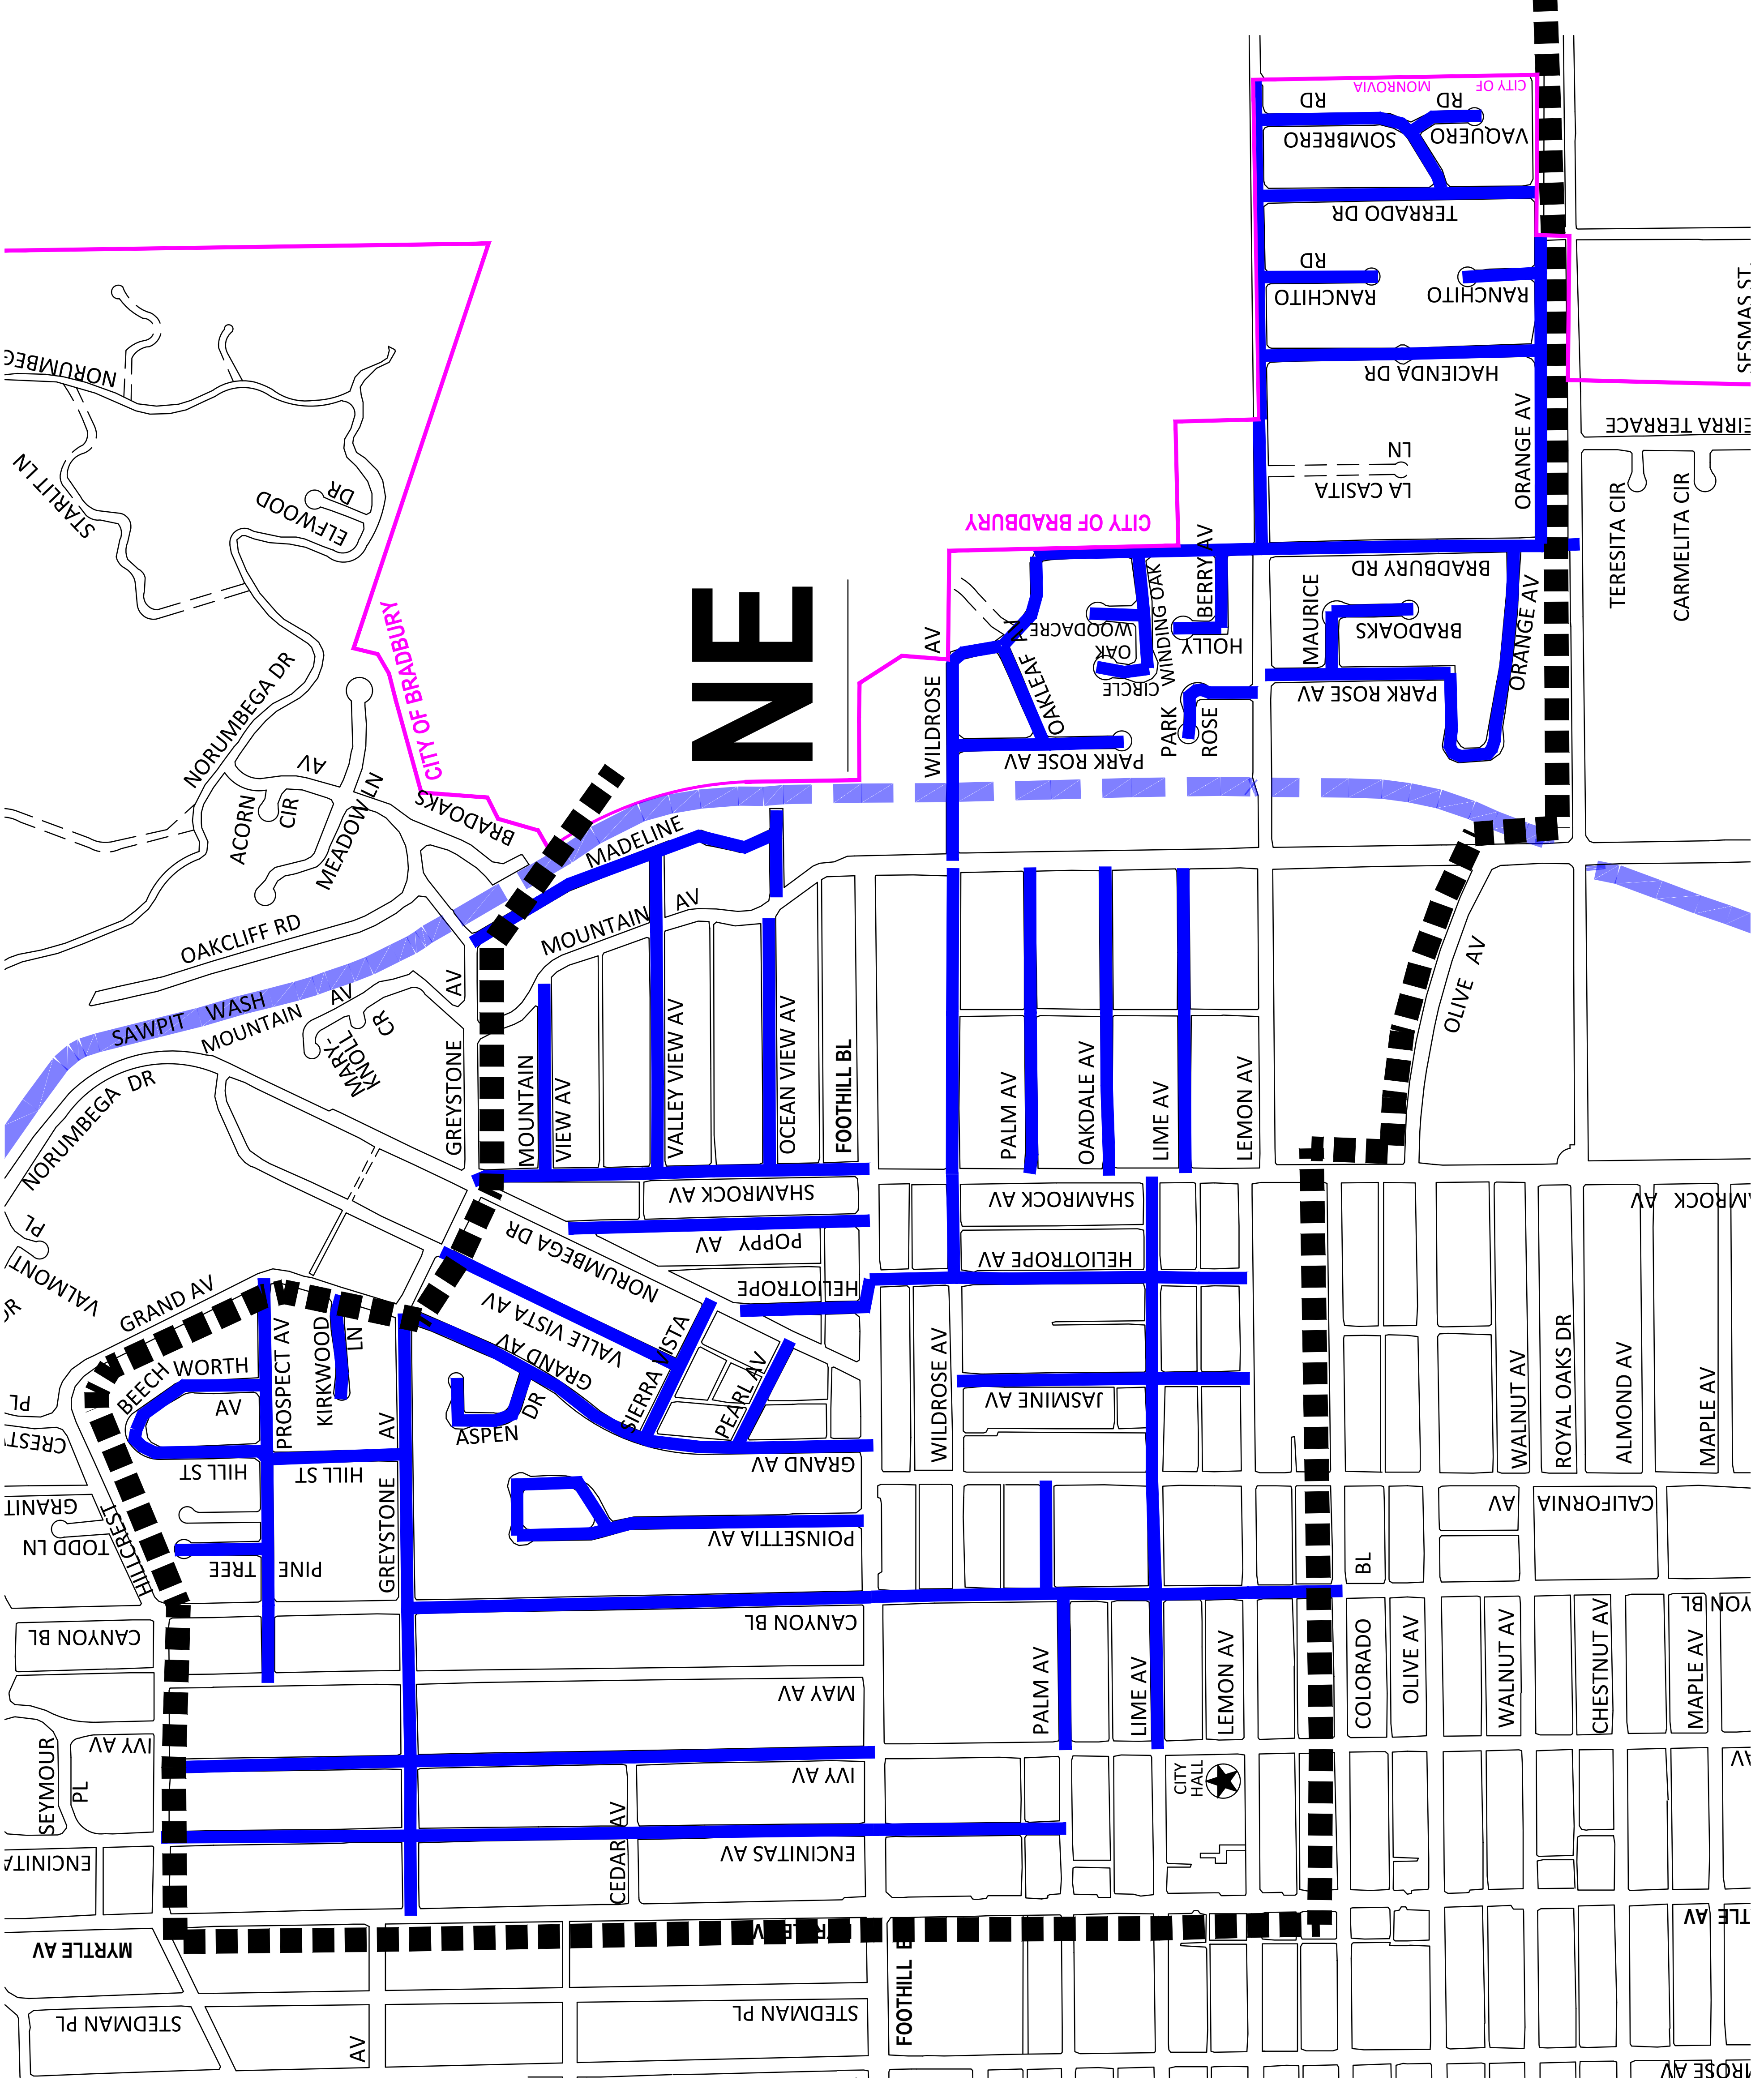 CITY OF
MONROVIA
RD
RD
SOMBRERO
VAQUERO
TERRADO DR
RD
RANCHITO
RANCHITO
SESMAS ST
HACIENDA DR
ORANGE AV
LN
LA CASITA
TERESITA CIR
CARMELITA CIR
STARLIT LN
ELFWOOD
DR
CITY OF BRADBURY
CITY OF BRADBURY
NE
BRADBURY RD
BERRY AV
HOLLY
WINDING OAK
WOODACRE
OAK
CIRCLE
OAKLEAF
WILDROSE
AV
MAURICE
BRADOAKS
PARK ROSE AV
ORANGE AV
PARK
ROSE
PARK ROSE AV
NORUMBEGA DR
ACORN
CIR
AV
MEADOW LN
BRADOAKS
MADELINE
OAKCLIFF RD
MOUNTAIN
AV
SAWPIT WASH
MOUNTAIN
AV
MARY-
KNOLL
CR
GREYSTONE
AV
MOUNTAIN
VIEW AV
VALLEY VIEW AV
OCEAN VIEW AV
FOOTHILL BL
PALM AV
OAKDALE AV
LIME AV
LEMON AV
OLIVE AV
NORUMBEGA DR
SHAMROCK AV
SHAMROCK AV
AV
POPPY AV
HELIOTROPE AV
HELIOTROPE
NORUMBEGA DR
VALLE VISTA AV
GRAND AV
SIERRA VISTA
PEARL AV
JASMINE AV
WILDROSE AV
GRAND AV
PL
VALMONT
GRAND AV
BEECH
WORTH
AV
PROSPECT AV
KIRKWOOD
LN
ASPEN
DR
GRAND AV
HILL ST
HILL ST
AV
GREYSTONE
PL
TODD LN
HILLCREST
TREE
PINE
POINSETTIA AV
WALNUT AV
ROYAL OAKS DR
ALMOND AV
MAPLE AV
CALIFORNIA
AV
CANYON BL
CANYON BL
BL
COLORADO
OLIVE AV
WALNUT AV
CHESTNUT AV
MAPLE AV
MAY AV
PALM AV
LIME AV
LEMON AV
IVY AV
IVY AV
SEYMOUR
PL
CITY
HALL
CEDAR AV
ENCINITAS AV
MYRTLE AV
FOOTHILL
STEDMAN PL
STEDMAN PL
AV